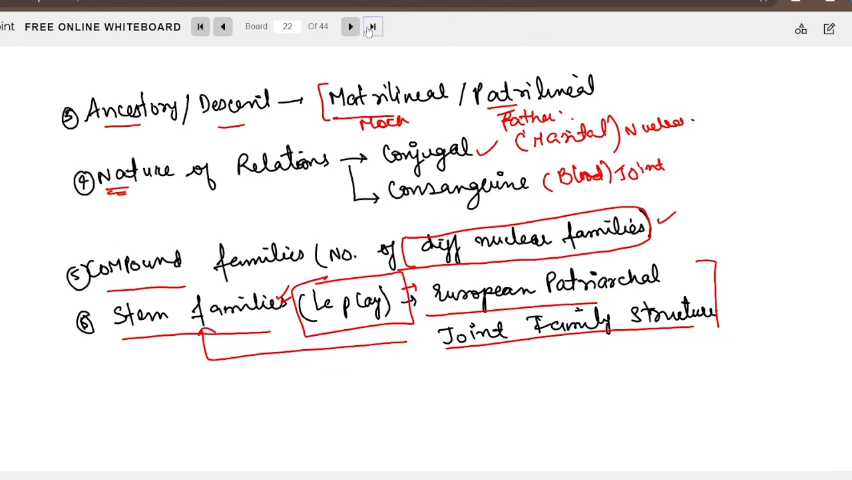 oint FREE ONLINE WHITEBOARD Board 22 Of 44
③ Ancestory / Descent → Matrilineal / Patrilineal
Father
④ Nature of Relations → Conjugal ✓ (Marital) Nuclear.
→ Consanguine (Blood) Joint
⑤ Compound families (No. of diff nuclear families ✓
⑥ Stem families (Le play) → European Patriarchal
Joint Family Structure